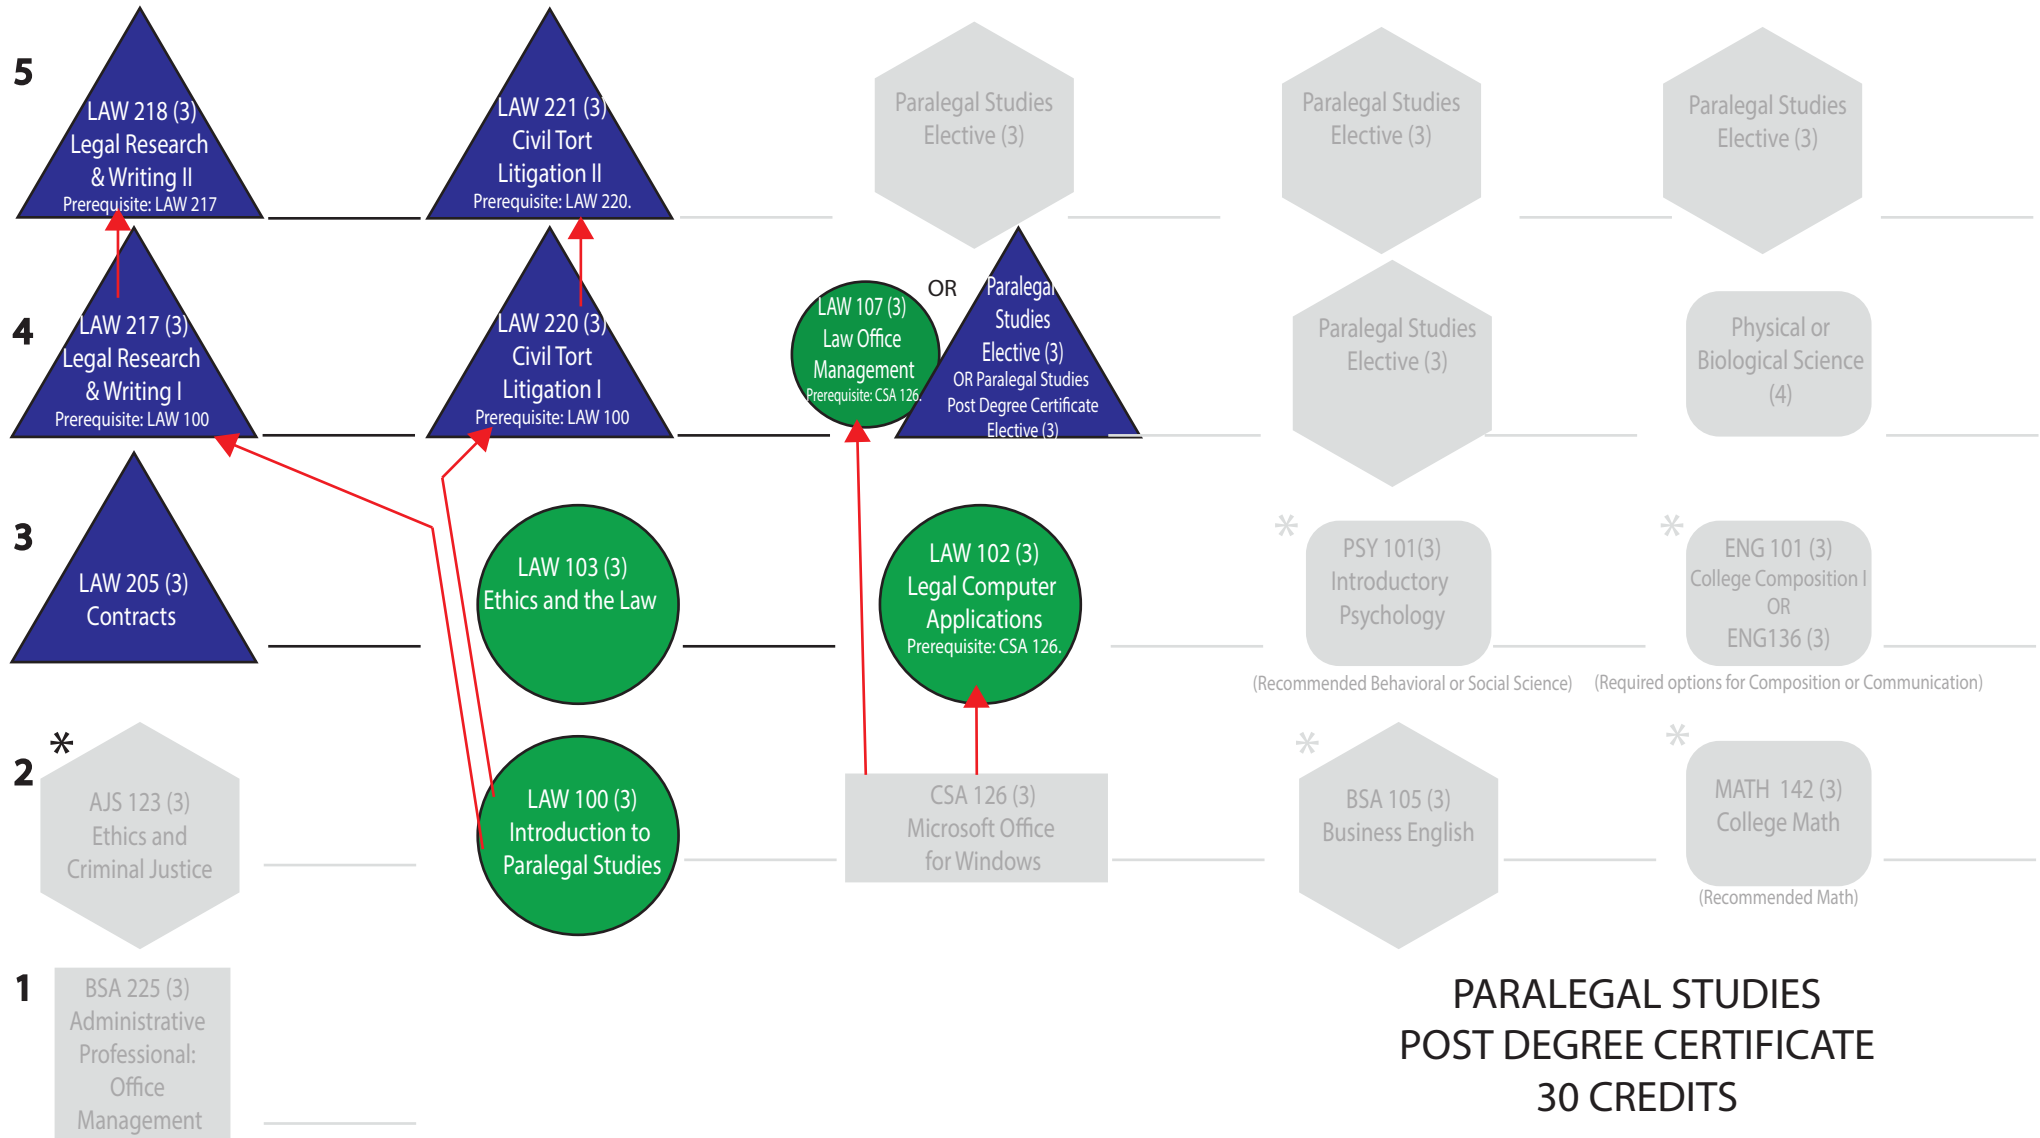 5
LAW 218 (3)
Legal Research
& Writing II
Prerequisite: LAW 217
LAW 221 (3)
Civil Tort
Litigation II
Prerequisite: LAW 220.
Paralegal Studies
Elective (3)
Paralegal Studies
Elective (3)
Paralegal Studies
Elective (3)
4
LAW 217 (3)
Legal Research
& Writing I
Prerequisite: LAW 100
LAW 220 (3)
Civil Tort
Litigation I
Prerequisite: LAW 100
LAW 107 (3)
Law Office
Management
Prerequisite: CSA 126.
OR
Paralegal
Studies
Elective (3)
OR Paralegal Studies
Post Degree Certificate
Elective (3)
Paralegal Studies
Elective (3)
Physical or
Biological Science
(4)
3
LAW 205 (3)
Contracts
LAW 103 (3)
Ethics and the Law
LAW 102 (3)
Legal Computer
Applications
Prerequisite: CSA 126.
*
PSY 101(3)
Introductory
Psychology
(Recommended Behavioral or Social Science)
*
ENG 101 (3)
College Composition I
OR
ENG136 (3)
(Required options for Composition or Communication)
2
*
AJS 123 (3)
Ethics and
Criminal Justice
LAW 100 (3)
Introduction to
Paralegal Studies
CSA 126 (3)
Microsoft Office
for Windows
*
BSA 105 (3)
Business English
*
MATH 142 (3)
College Math
(Recommended Math)
1
BSA 225 (3)
Administrative
Professional:
Office
Management
PARALEGAL STUDIES
POST DEGREE CERTIFICATE
30 CREDITS